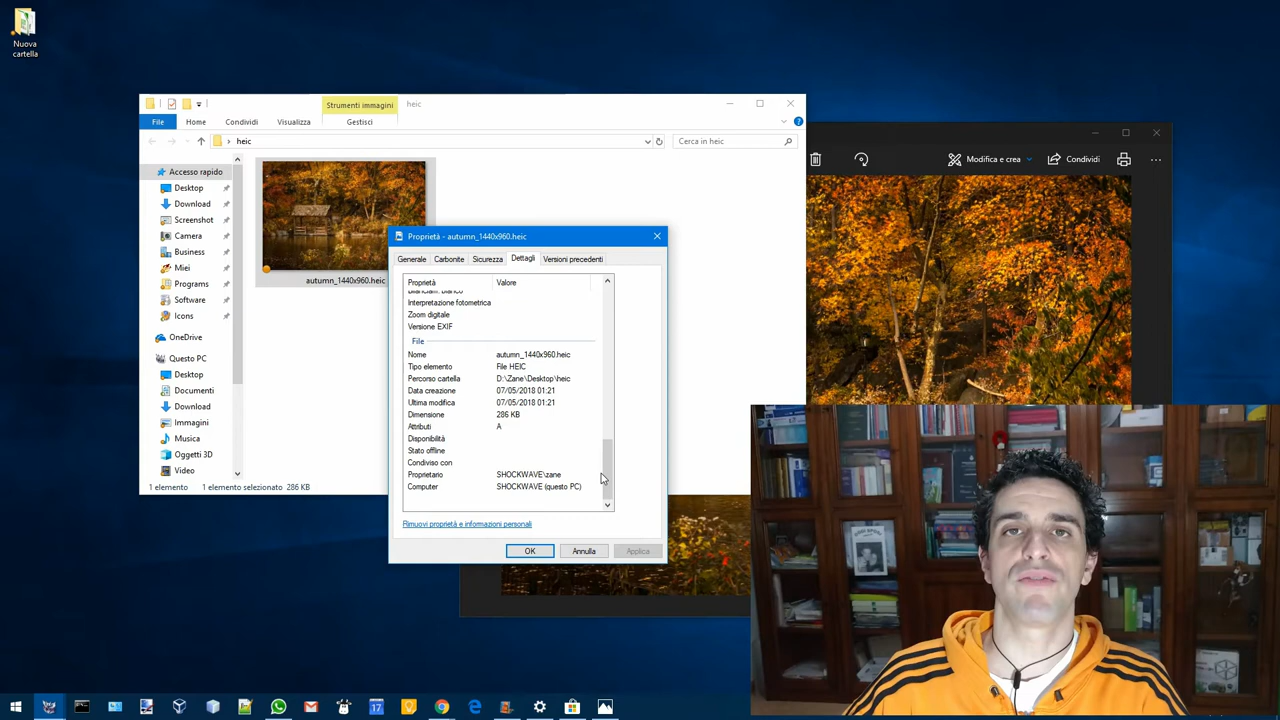 Nuova
cartella
Strumenti immagini
heic
File
Home
Condividi
Visualizza
Gestisci
heic
Cerca in heic
Accesso rapido
Desktop
Download
Screenshot
Camera
Business
Miei
Programs
Software
Icons
OneDrive
Questo PC
Desktop
Documenti
Download
Immagini
Musica
Oggetti 3D
Video
autumn_1440x960.heic
1 elemento
1 elemento selezionato 286 KB
Modifica e crea
Condividi
Proprietà - autumn_1440x960.heic
Generale
Carbonite
Sicurezza
Dettagli
Versioni precedenti
Proprietà
Valore
Interpretazione fotometrica
Zoom digitale
Versione EXIF
File
Nome autumn_1440x960.heic
Tipo elemento File HEIC
Percorso cartella D:\Zane\Desktop\heic
Data creazione 07/05/2018 01:21
Ultima modifica 07/05/2018 01:21
Dimensione 286 KB
Attributi A
Disponibilità
Stato offline
Condiviso con
Proprietario SHOCKWAVE\zane
Computer SHOCKWAVE (questo PC)
Rimuovi proprietà e informazioni personali
OK
Annulla
Applica
17